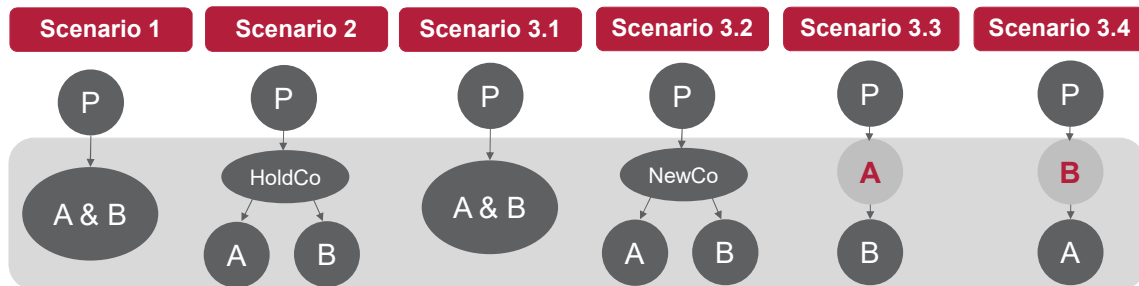 Scenario 1
Scenario 2
Scenario 3.1
Scenario 3.2
Scenario 3.3
Scenario 3.4
P
P
P
P
P
P
A & B
HoldCo
A
B
A & B
NewCo
A
B
A
B
B
A